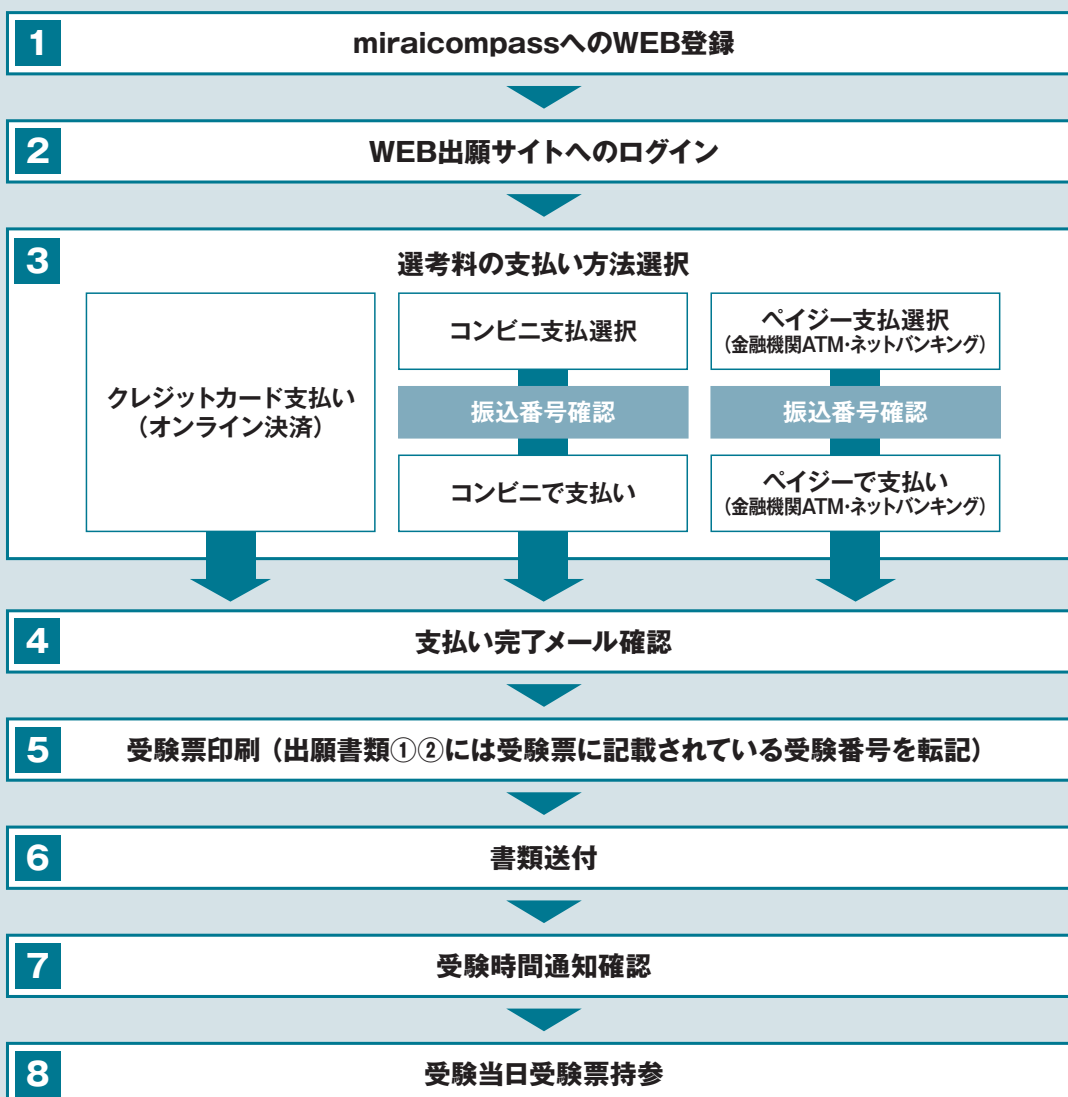 1
miraicompassへのWEB登録
2
WEB出願サイトへのログイン
3
選考料の支払い方法選択
クレジットカード支払い
（オンライン決済）
コンビニ支払選択
振込番号確認
コンビニで支払い
ペイジー支払選択
（金融機関ATM・ネットバンキング）
振込番号確認
ペイジーで支払い
（金融機関ATM・ネットバンキング）
4
支払い完了メール確認
5
受験票印刷（出願書類①②には受験票に記載されている受験番号を転記）
6
書類送付
7
受験時間通知確認
8
受験当日受験票持参